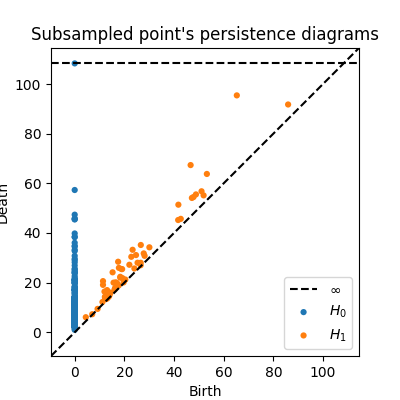 Subsampled point's persistence diagrams
Death
100
80
60
40
20
0
0 20 40 60 80 100
Birth
∞
H₀
H₁